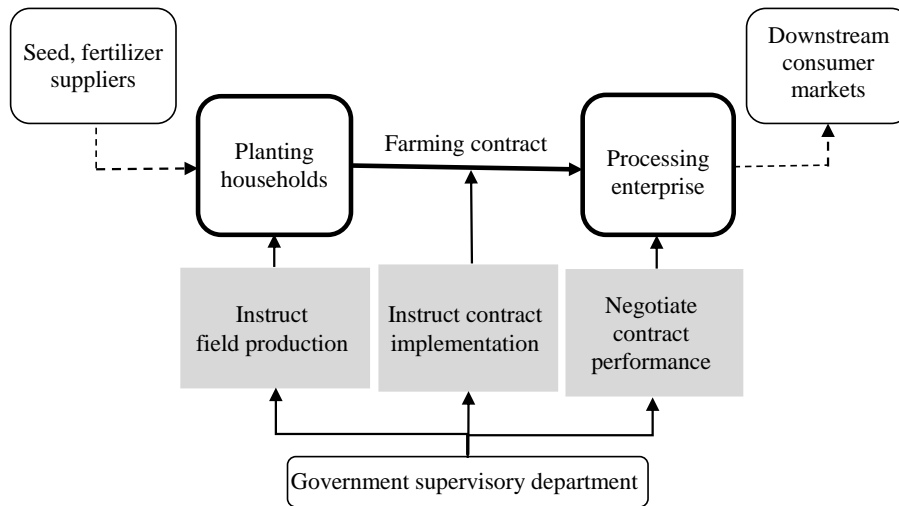 Seed, fertilizer
suppliers
Downstream
consumer
markets
Planting
households
Farming contract
Processing
enterprise
Instruct
field production
Instruct contract
implementation
Negotiate
contract
performance
Government supervisory department